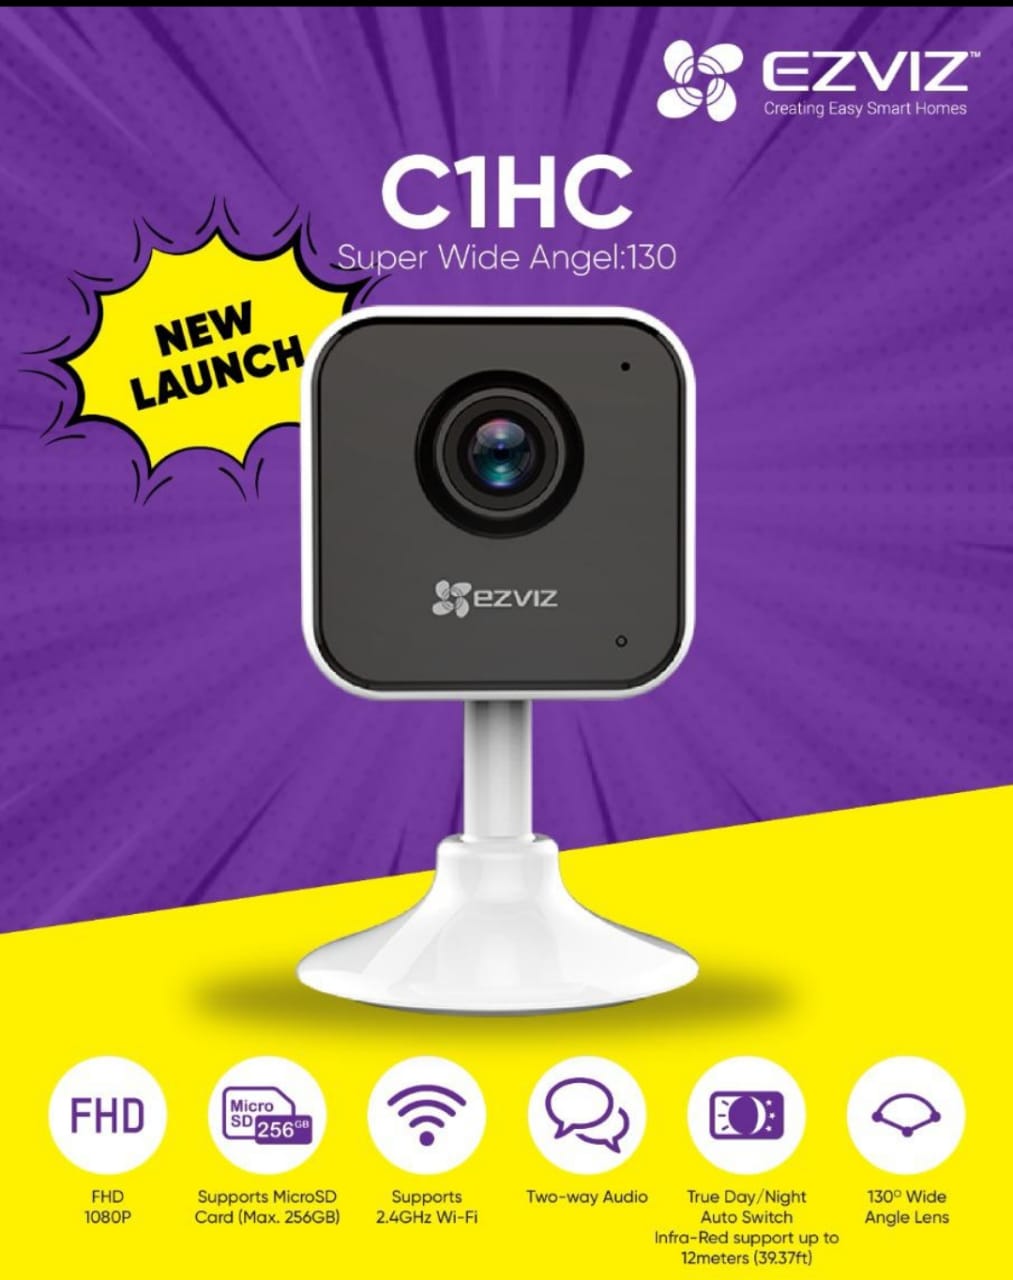 EZVIZ™
Creating Easy Smart Homes
C1HC
Super Wide Angel:130
NEW
LAUNCH
ezviz
FHD
Micro
SD
256GB
FHD
1080P
Supports MicroSD
Card (Max. 256GB)
Supports
2.4GHz Wi-Fi
Two-way Audio
True Day/Night
Auto Switch
Infra-Red support up to
12meters (39.37ft)
130° Wide
Angle Lens